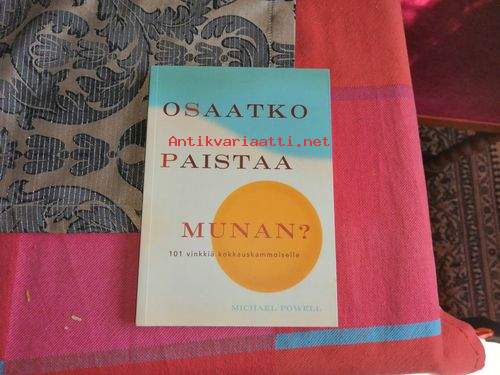 OSAATKO
Antikvariaatti.net
PAISTAA
MUNAN?
101 vinkkiä kokkauskammoiselle
MICHAEL POWELL